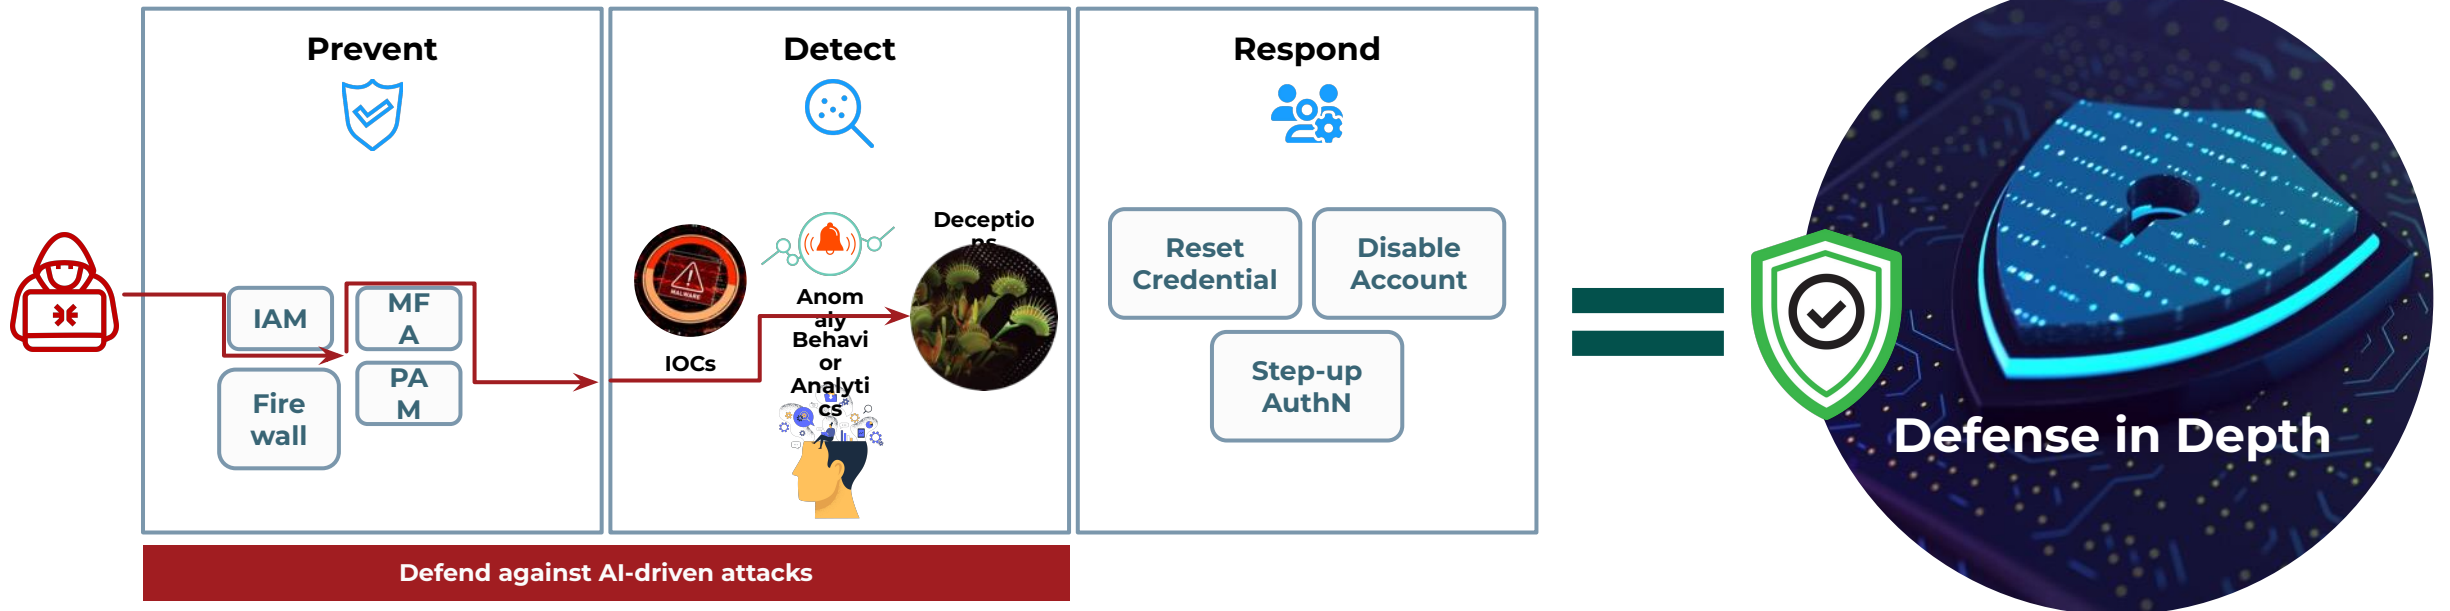 Prevent
IAM
MF
A
Fire
wall
PA
M
Detect
MALWARE
IOCs
Anom
aly
Behavi
or
Analyti
cs
Deceptio
ns
Respond
Reset
Credential
Disable
Account
Step-up
AuthN
Defend against AI-driven attacks
Defense in Depth